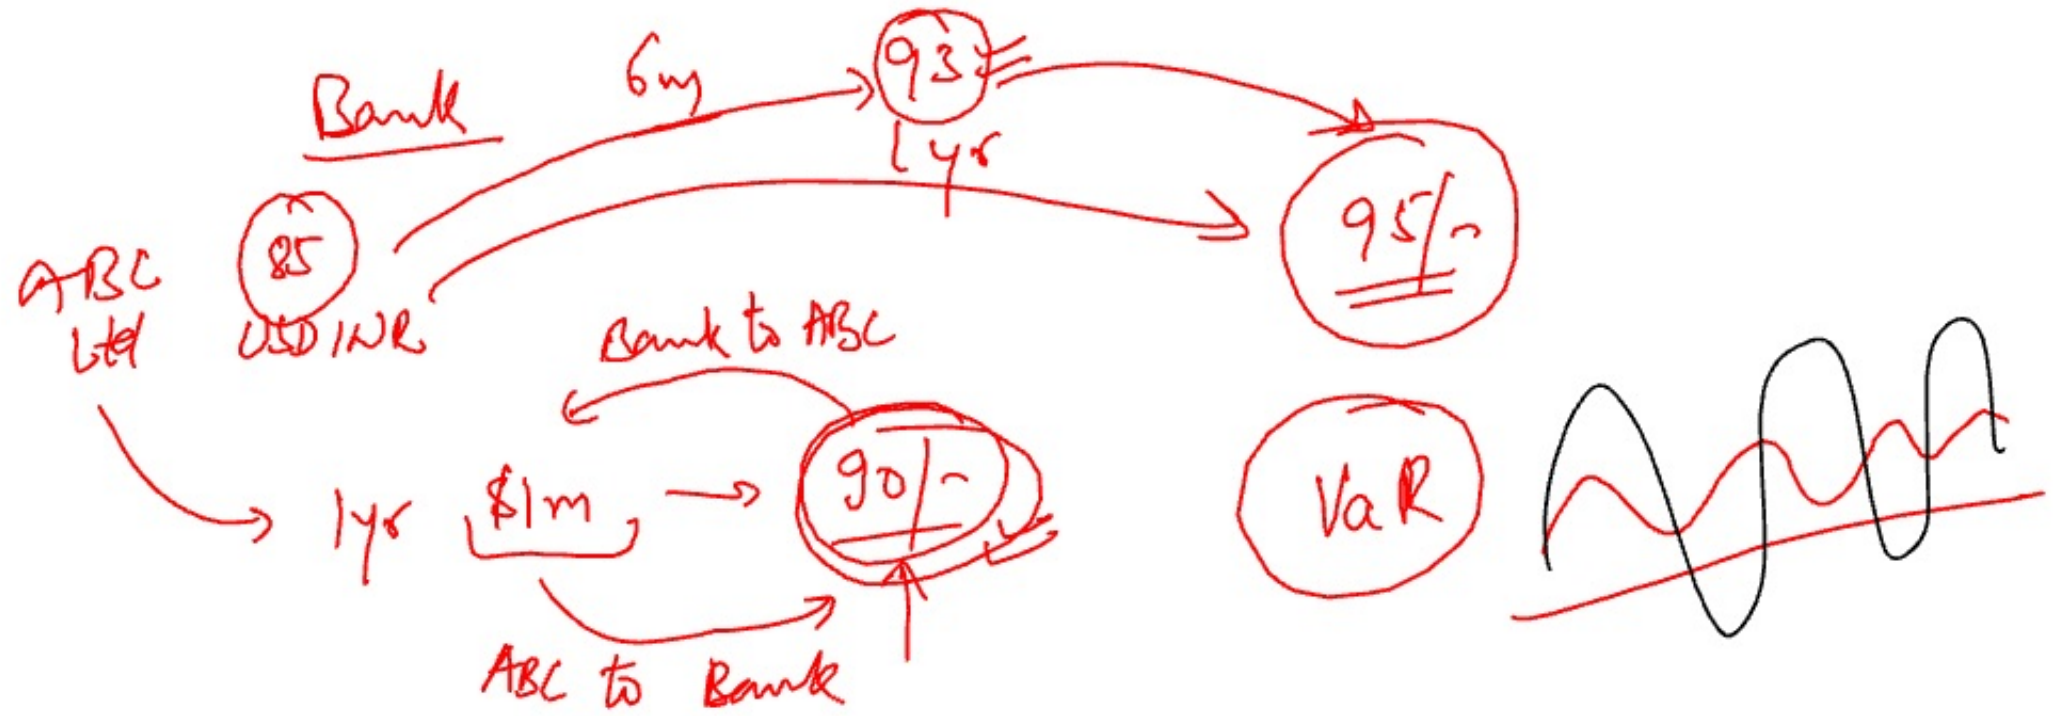 Bank
6m
93
1yr
95/-
ABC
Ltd
85
USDINR
Bank to ABC
1yr $1m
90/-
ABC to Bank
VaR